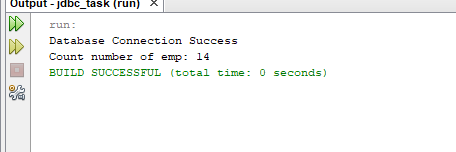 Output - jdbc_task (run) ×
run:
Database Connection Success
Count number of emp: 14
BUILD SUCCESSFUL (total time: 0 seconds)